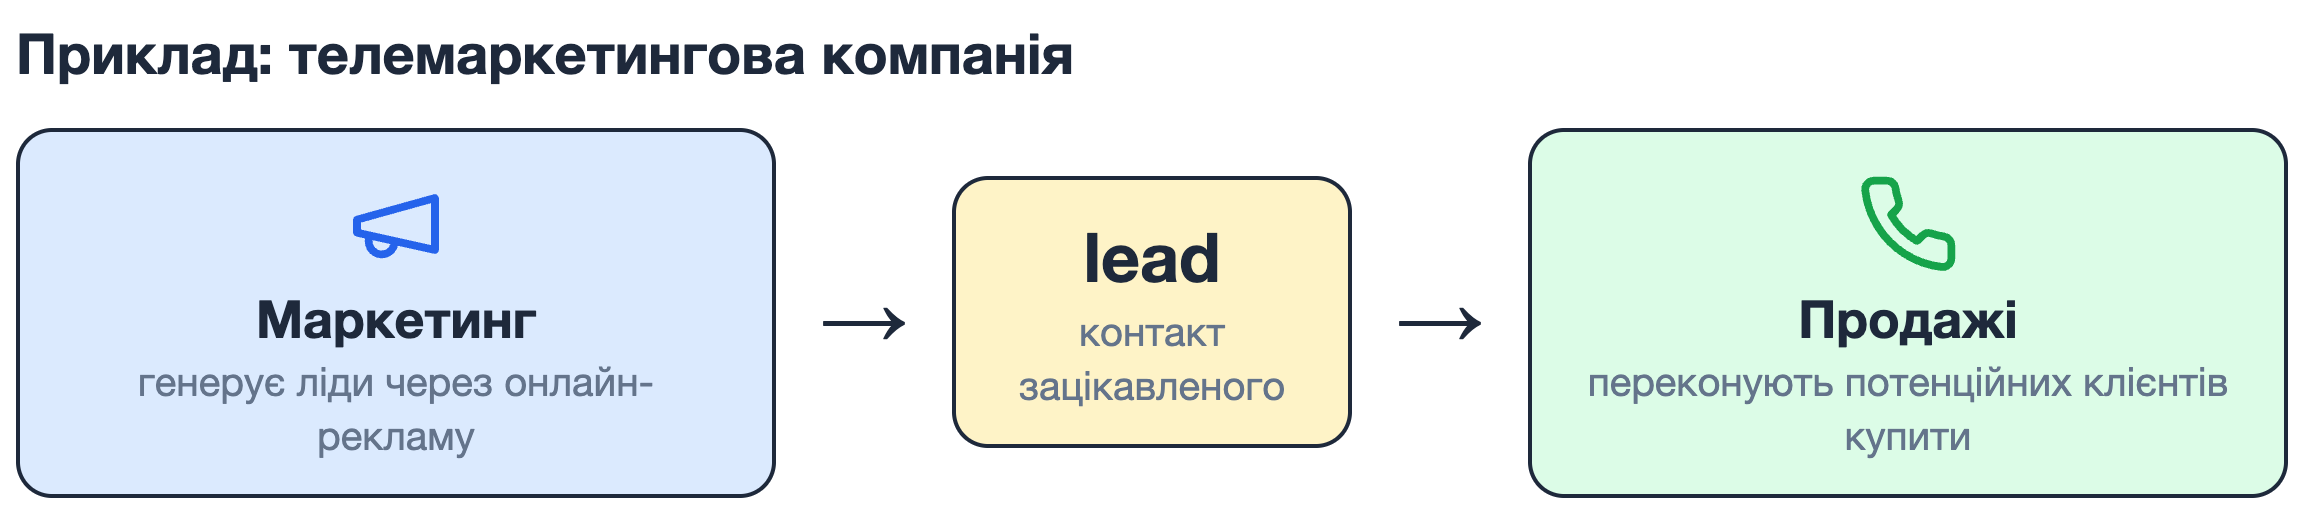 Приклад: телемаркетингова компанія
Маркетинг
генерує ліди через онлайн-
рекламу
lead
контакт
зацікавленого
Продажі
переконують потенційних клієнтів
купити